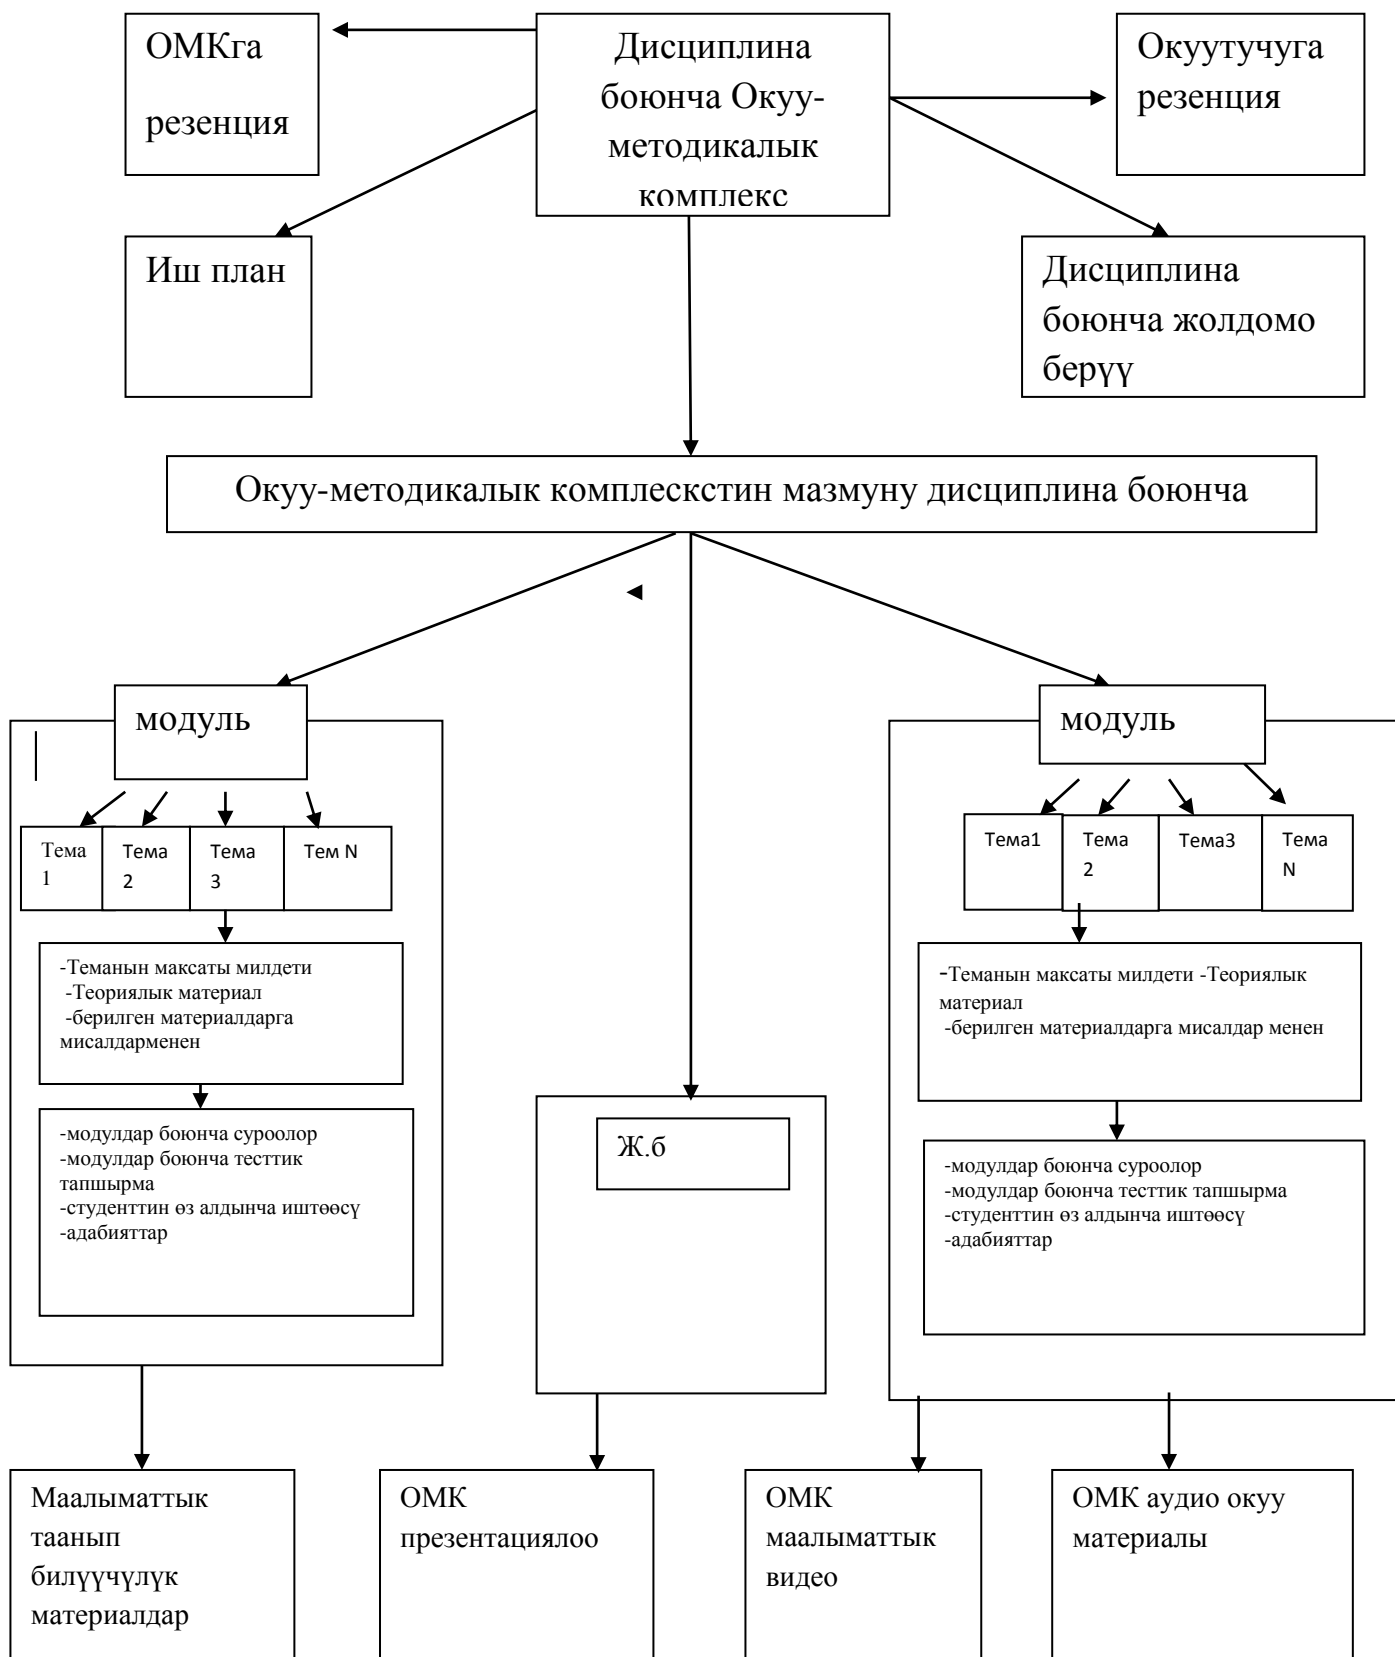 ОМКга
резенция
Дисциплина
боюнча Окуу-
методикалык
комплекс
Окуутучуга
резенция
Иш план
Дисциплина
боюнча жолдомо
берүү
Окуу-методикалык комплескстин мазмуну дисциплина боюнча
модуль
Тема
1
Тема
2
Тема
3
Тем N
-Теманын максаты милдети
-Теориялык материал
-берилген материалдарга
мисалдарменен
-модулдар боюнча суроолор
-модулдар боюнча тесттик
тапшырма
-студенттин өз алдынча иштөөсү
-адабияттар
Ж.б
модуль
Тема1
Тема
2
Тема3
Тема
N
-Теманын максаты милдети -Теориялык
материал
-берилген материалдарга мисалдар менен
-модулдар боюнча суроолор
-модулдар боюнча тесттик тапшырма
-студенттин өз алдынча иштөөсү
-адабияттар
Маалыматтык
таанып
билүүчүлүк
материалдар
ОМК
презентациялоо
ОМК
маалыматтык
видео
ОМК аудио окуу
материалы